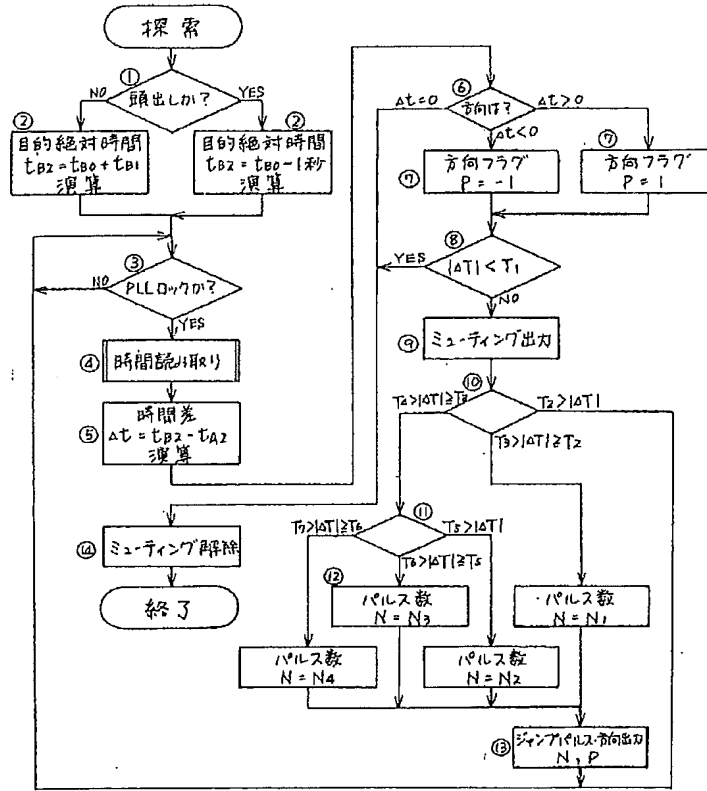 探索
①
頭出しか?
NO
YES
②
目的絶対時間
tB2=tB0+tB1
演算
②
目的絶対時間
tB2=tB0-1秒
演算
③
PLLロックか?
NO
YES
④
時間読み取り
⑤
時間差
Δt=tB2-tA2
演算
⑭
ミューティング解除
終了
⑥
方向は?
Δt=0
Δt>0
Δt<0
⑦
方向フラグ
P=-1
⑦
方向フラグ
P=1
⑧
|ΔT|<T1
YES
NO
⑨
ミューティング出力
⑩
T2>|ΔT|
T3>|ΔT|≧T2
⑪
T7>|ΔT|≧T6
T5>|ΔT|
T6>|ΔT|≧T5
⑫
パルス数
N=N3
パルス数
N=N1
パルス数
N=N4
パルス数
N=N2
⑬
ジャンプパルス・方向出力
N,P